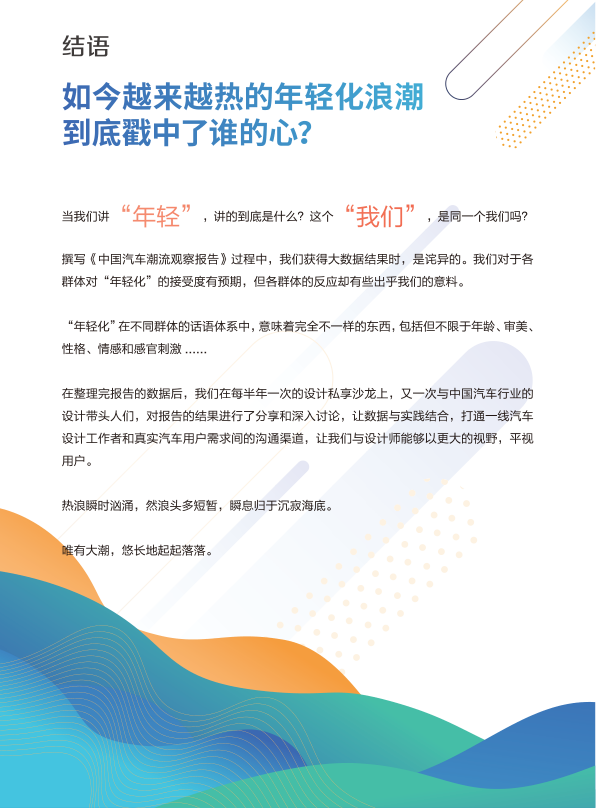 结语
如今越来越热的年轻化浪潮
到底戳中了谁的心?
当我们讲“年轻”，讲的到底是什么？这个“我们”，是同一个我们吗？
撰写《中国汽车潮流观察报告》过程中，我们获得大数据结果时，是诧异的。我们对于各
群体对“年轻化”的接受度有预期，但各群体的反应却有些出乎我们的意料。
“年轻化”在不同群体的话语体系中，意味着完全不一样的东西，包括但不限于年龄、审美、
性格、情感和感官刺激 ......
在整理完报告的数据后，我们在每半年一次的设计私享沙龙上，又一次与中国汽车行业的
设计带头人们，对报告的结果进行了分享和深入讨论，让数据与实践结合，打通一线汽车
设计工作者和真实汽车用户需求间的沟通渠道，让我们与设计师能够以更大的视野，平视
用户。
热浪瞬时汹涌，然浪头多短暂，瞬息归于沉寂海底。
唯有大潮，悠长地起起落落。